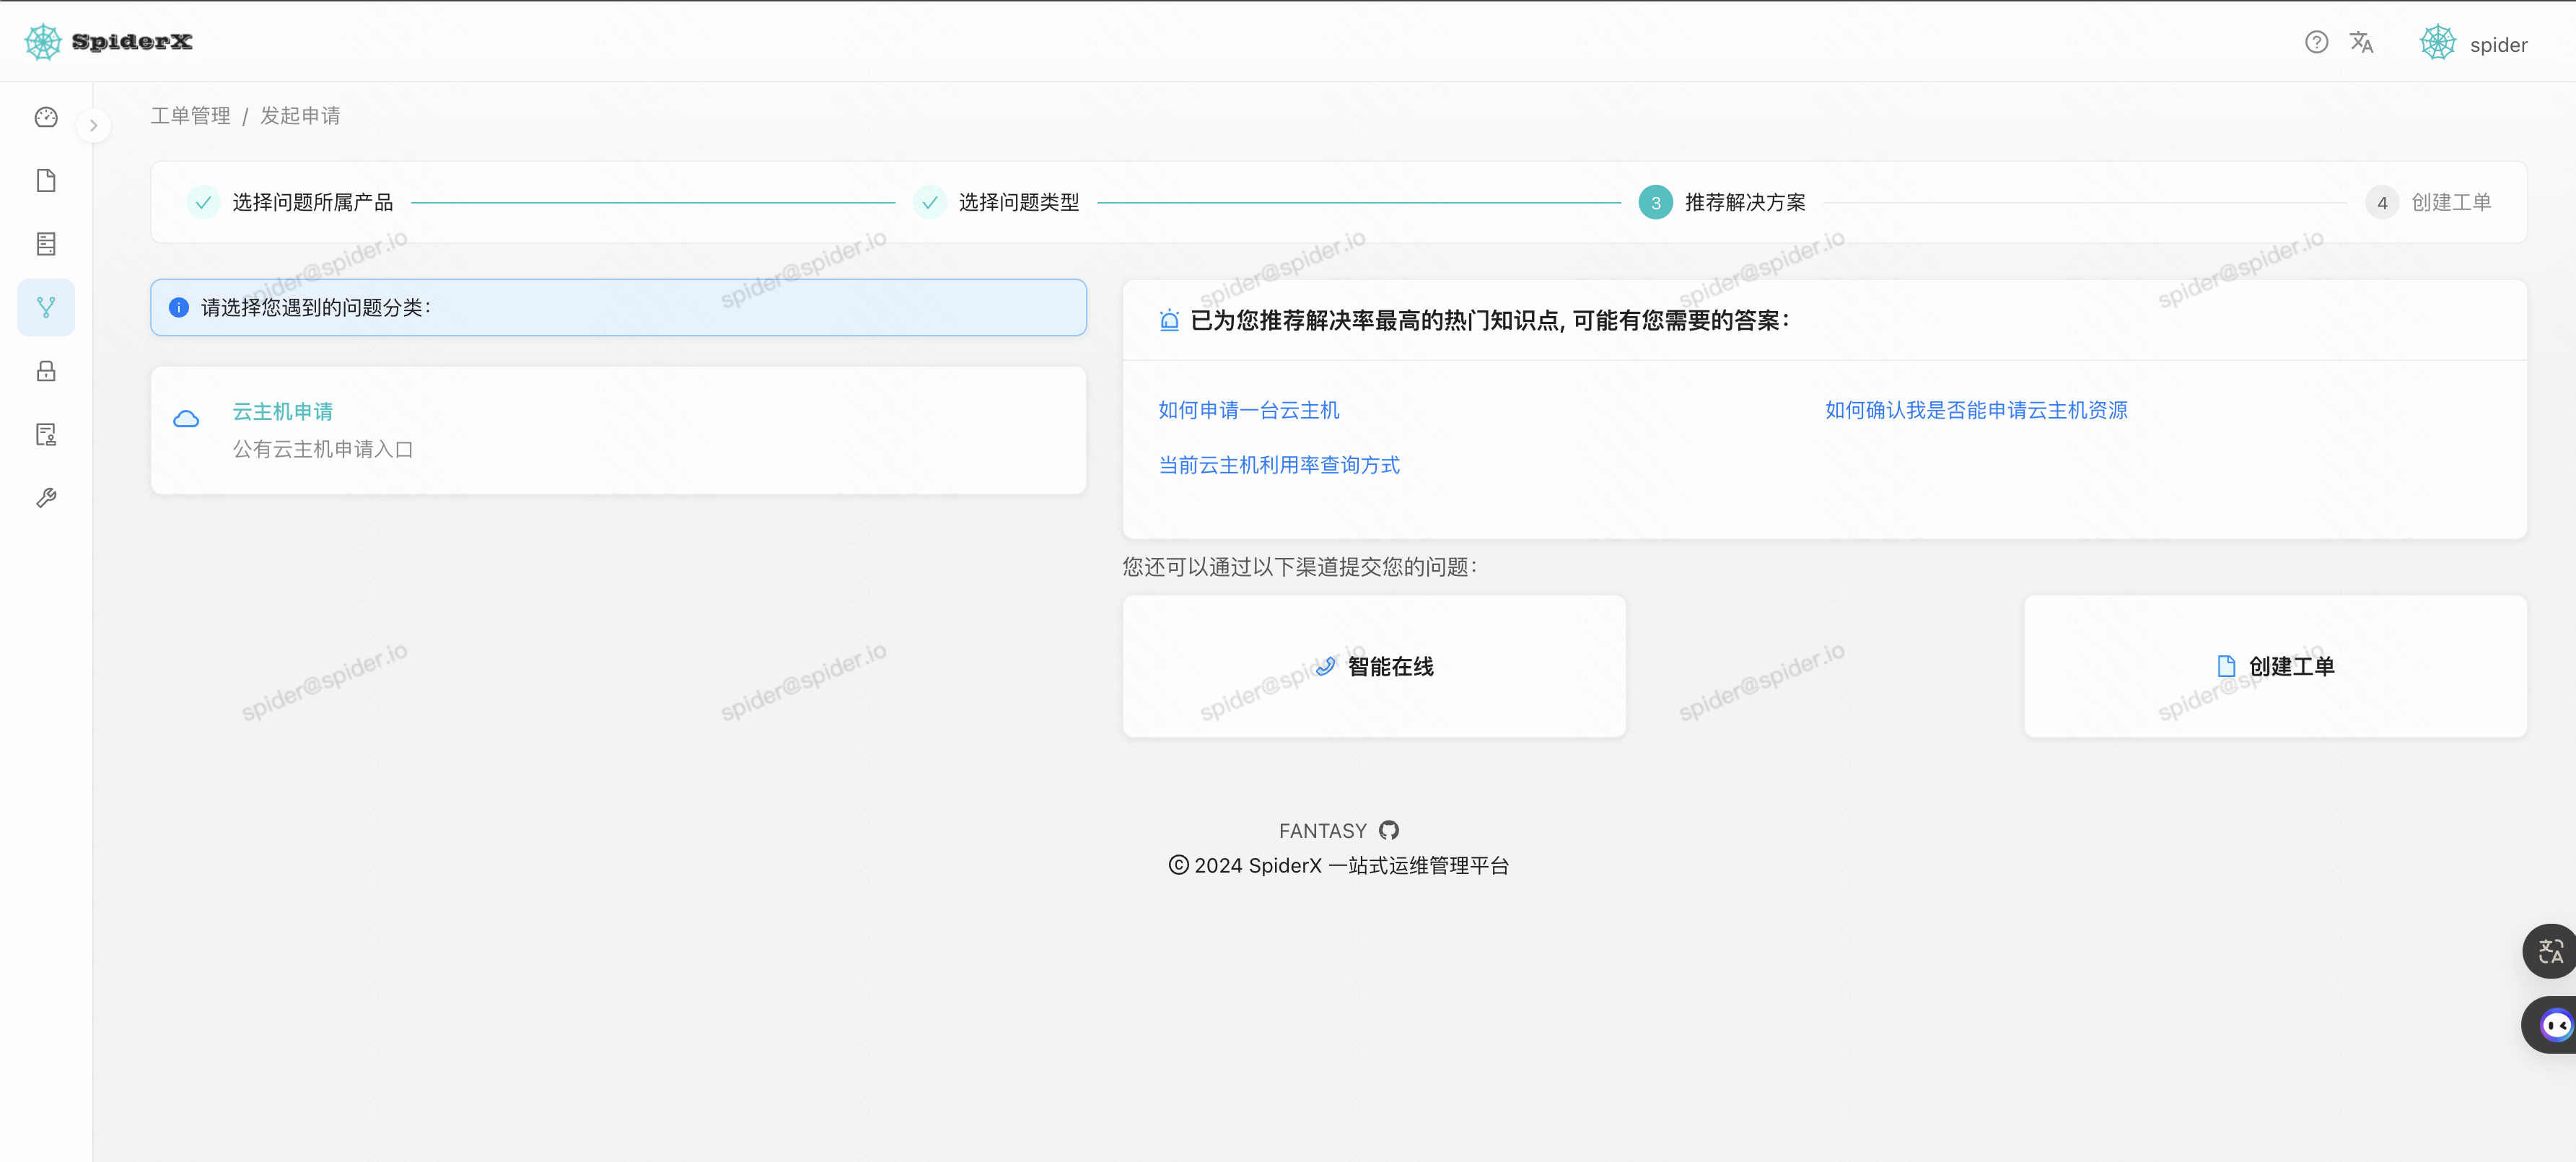 SpiderX
spider
工单管理 / 发起申请
选择问题所属产品
选择问题类型
3 推荐解决方案
4 创建工单
请选择您遇到的问题分类：
云主机申请
公有云主机申请入口
已为您推荐解决率最高的热门知识点, 可能有您需要的答案：
如何申请一台云主机
如何确认我是否能申请云主机资源
当前云主机利用率查询方式
您还可以通过以下渠道提交您的问题：
智能在线
创建工单
FANTASY
© 2024 SpiderX 一站式运维管理平台
spider@spider.io
spider@spider.io
spider@spider.io
spider@spider.io
spider@spider.io
spider@spider.io
spider@spider.io
spider@spider.io
spider@spider.io
spider@spider.io